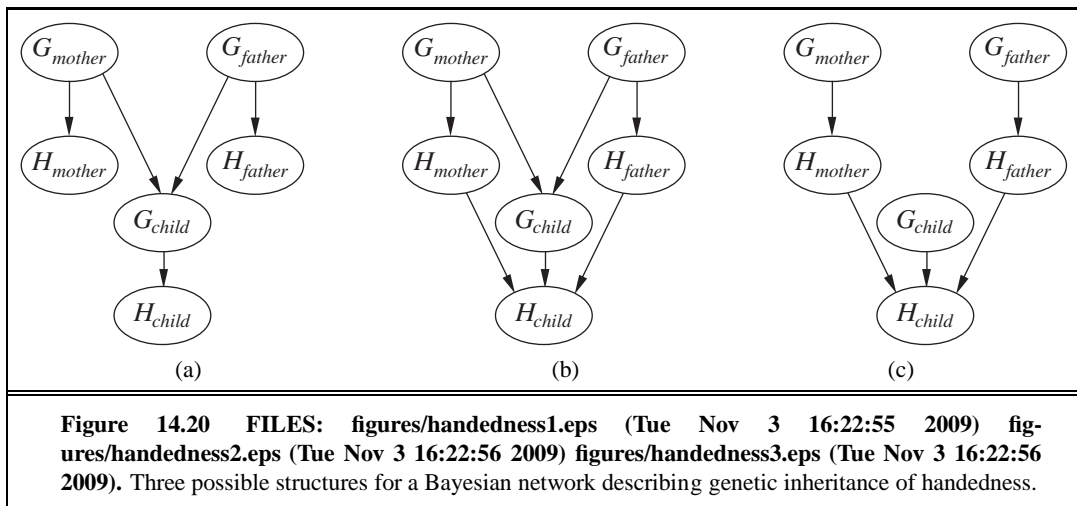 G_mother G_father G_mother G_father G_mother G_father
H_mother H_father H_mother H_father H_mother H_father
G_child G_child G_child
H_child H_child H_child
(a) (b) (c)
Figure 14.20 FILES: figures/handedness1.eps (Tue Nov 3 16:22:55 2009) fig-
ures/handedness2.eps (Tue Nov 3 16:22:56 2009) figures/handedness3.eps (Tue Nov 3 16:22:56
2009). Three possible structures for a Bayesian network describing genetic inheritance of handedness.